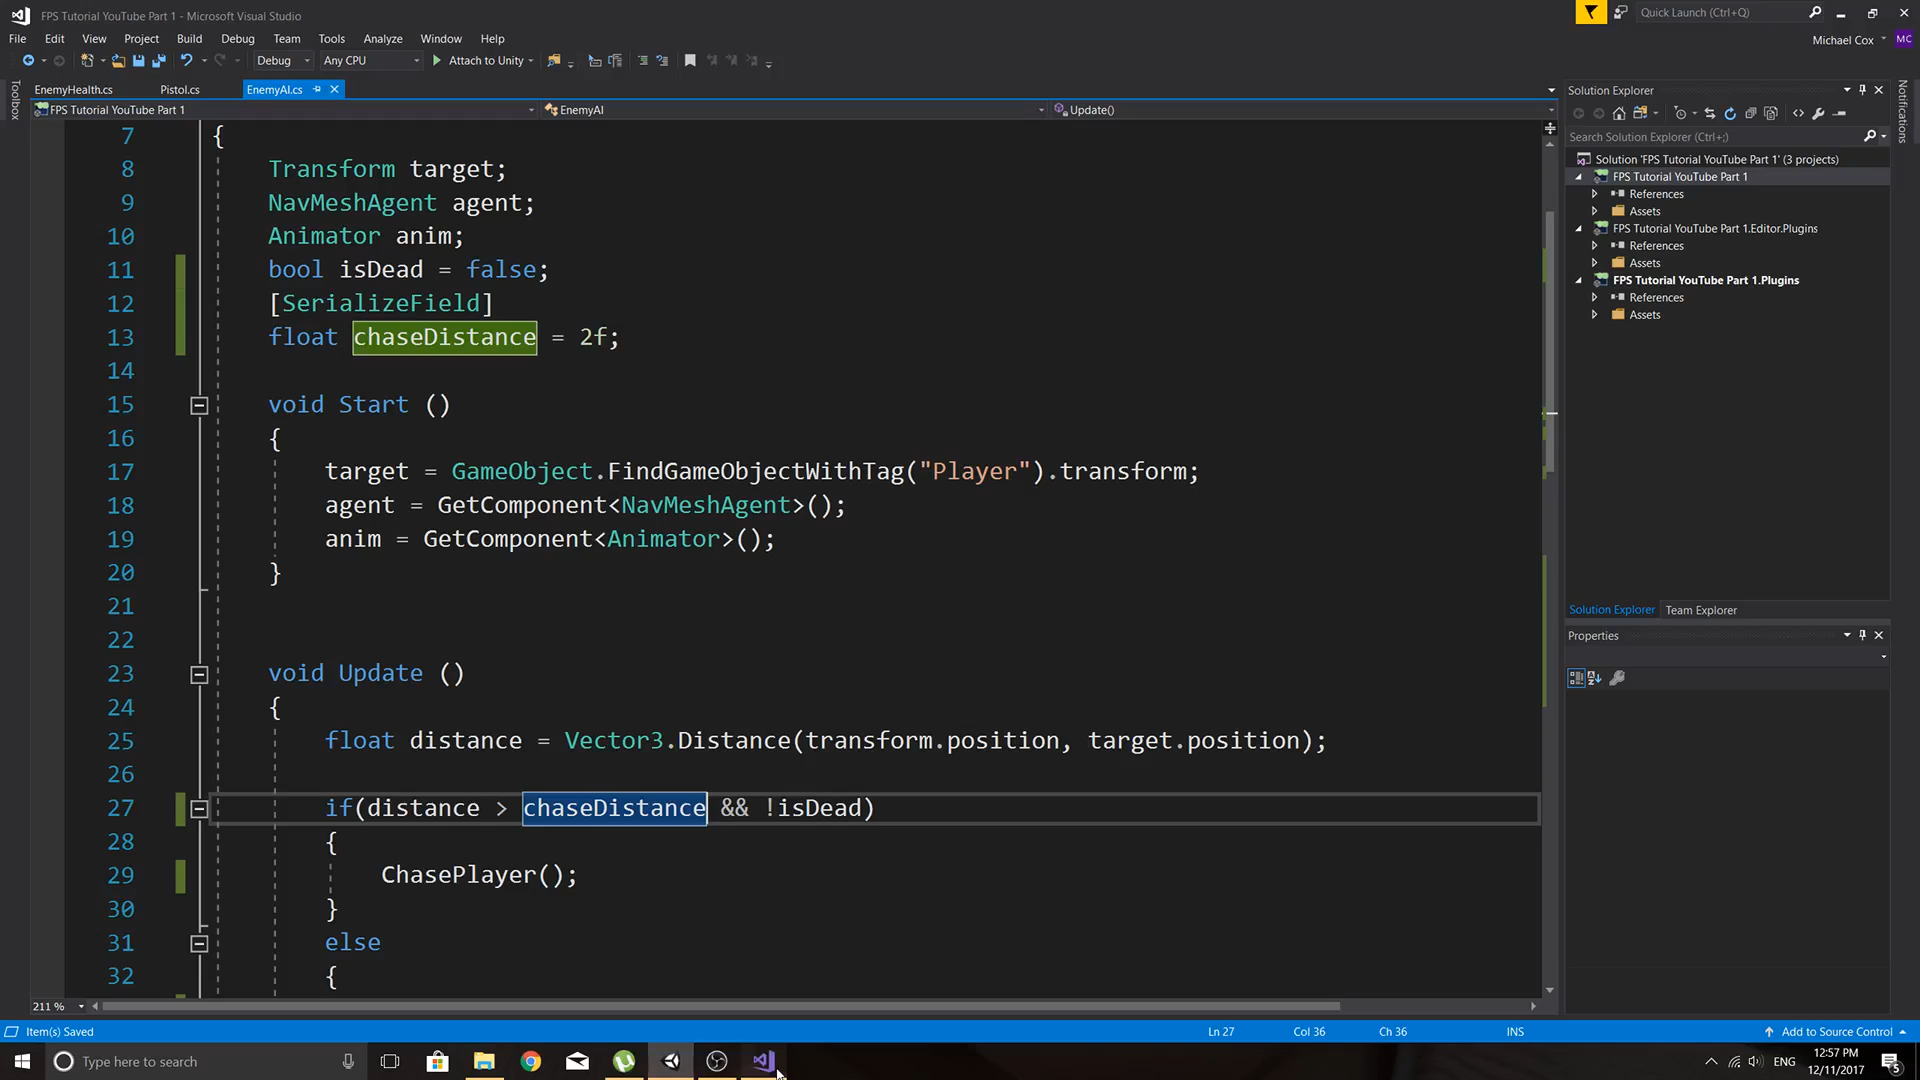 FPS Tutorial YouTube Part 1 - Microsoft Visual Studio
Quick Launch (Ctrl+Q)
File Edit View Project Build Debug Team Tools Test Analyze Window Help
Michael Cox MC
Debug Any CPU Attach to Unity
Toolbox
EnemyHealth.cs Pistol.cs EnemyAI.cs
FPS Tutorial YouTube Part 1 EnemyAI Update()
7 {
8 Transform target;
9 NavMeshAgent agent;
10 Animator anim;
11 bool isDead = false;
12 [SerializeField]
13 float chaseDistance = 2f;
14
15 void Start ()
16 {
17 target = GameObject.FindGameObjectWithTag("Player").transform;
18 agent = GetComponent<NavMeshAgent>();
19 anim = GetComponent<Animator>();
20 }
21
22
23 void Update ()
24 {
25 float distance = Vector3.Distance(transform.position, target.position);
26
27 if(distance > chaseDistance && !isDead)
28 {
29 ChasePlayer();
30 }
31 else
32 {
211 %
Solution Explorer
Search Solution Explorer (Ctrl+;)
Solution 'FPS Tutorial YouTube Part 1' (3 projects)
FPS Tutorial YouTube Part 1
References
Assets
FPS Tutorial YouTube Part 1.Editor.Plugins
References
Assets
FPS Tutorial YouTube Part 1.Plugins
References
Assets
Solution Explorer Team Explorer
Properties
Notifications
Item(s) Saved Ln 27 Col 36 Ch 36 INS Add to Source Control
Type here to search
ENG
12:57 PM
12/11/2017
5